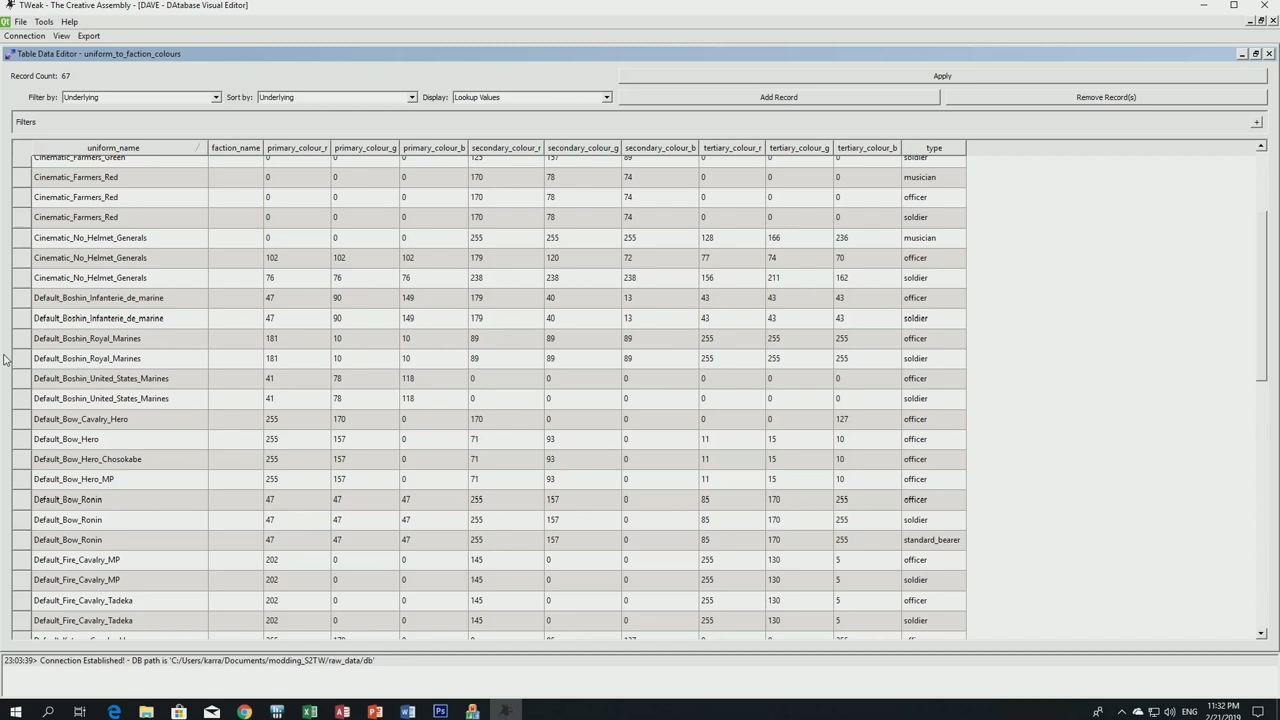 TWeak - The Creative Assembly - [DAVE - DAtabase Visual Editor]
File Tools Help
Connection View Export
Table Data Editor - uniform_to_faction_colours
Record Count: 67 Apply
Filter by: Underlying Sort by: Underlying Display: Lookup Values Add Record Remove Record(s)
Filters +
uniform_name faction_name primary_colour_r primary_colour_g primary_colour_b secondary_colour_r secondary_colour_g secondary_colour_b tertiary_colour_r tertiary_colour_g tertiary_colour_b type
Cinematic_Farmers_Green 0 0 0 125 137 89 0 0 0 soldier
Cinematic_Farmers_Red 0 0 0 170 78 74 0 0 0 musician
Cinematic_Farmers_Red 0 0 0 170 78 74 0 0 0 officer
Cinematic_Farmers_Red 0 0 0 170 78 74 0 0 0 soldier
Cinematic_No_Helmet_Generals 0 0 0 255 255 255 128 166 236 musician
Cinematic_No_Helmet_Generals 102 102 102 179 120 72 77 74 70 officer
Cinematic_No_Helmet_Generals 76 76 76 238 238 238 156 211 162 soldier
Default_Boshin_Infanterie_de_marine 47 90 149 179 40 13 43 43 43 officer
Default_Boshin_Infanterie_de_marine 47 90 149 179 40 13 43 43 43 soldier
Default_Boshin_Royal_Marines 181 10 10 89 89 89 255 255 255 officer
Default_Boshin_Royal_Marines 181 10 10 89 89 89 255 255 255 soldier
Default_Boshin_United_States_Marines 41 78 118 0 0 0 0 0 0 officer
Default_Boshin_United_States_Marines 41 78 118 0 0 0 0 0 0 soldier
Default_Bow_Cavalry_Hero 255 170 0 170 0 0 0 0 127 officer
Default_Bow_Hero 255 157 0 71 93 0 11 15 10 officer
Default_Bow_Hero_Chosokabe 255 157 0 71 93 0 11 15 10 officer
Default_Bow_Hero_MP 255 157 0 71 93 0 11 15 10 officer
Default_Bow_Ronin 47 47 47 255 157 0 85 170 255 officer
Default_Bow_Ronin 47 47 47 255 157 0 85 170 255 soldier
Default_Bow_Ronin 47 47 47 255 157 0 85 170 255 standard_bearer
Default_Fire_Cavalry_MP 202 0 0 145 0 0 255 130 5 officer
Default_Fire_Cavalry_MP 202 0 0 145 0 0 255 130 5 soldier
Default_Fire_Cavalry_Tadeka 202 0 0 145 0 0 255 130 5 officer
Default_Fire_Cavalry_Tadeka 202 0 0 145 0 0 255 130 5 soldier
23:03:39> Connection Established! - DB path is 'C:/Users/karra/Documents/modding_S2TW/raw_data/db'
ENG 11:32 PM
2/21/2019